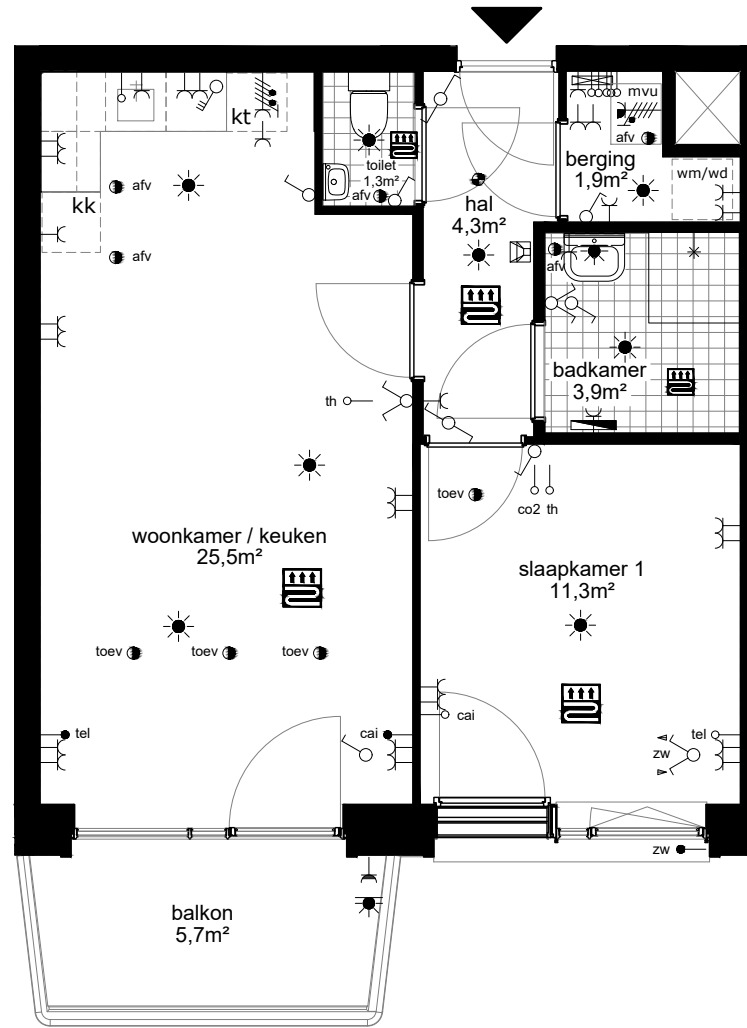 mvu
kt
afv
berging
1,9m²
toilet
1,3m²
wm/wd
afv
kk
afv
hal
4,3m²
afv
afv
badkamer
3,9m²
th
toev
co2 th
woonkamer / keuken
25,5m²
slaapkamer 1
11,3m²
toev
toev
toev
cai
tel
cai
tel
zw
zw
balkon
5,7m²